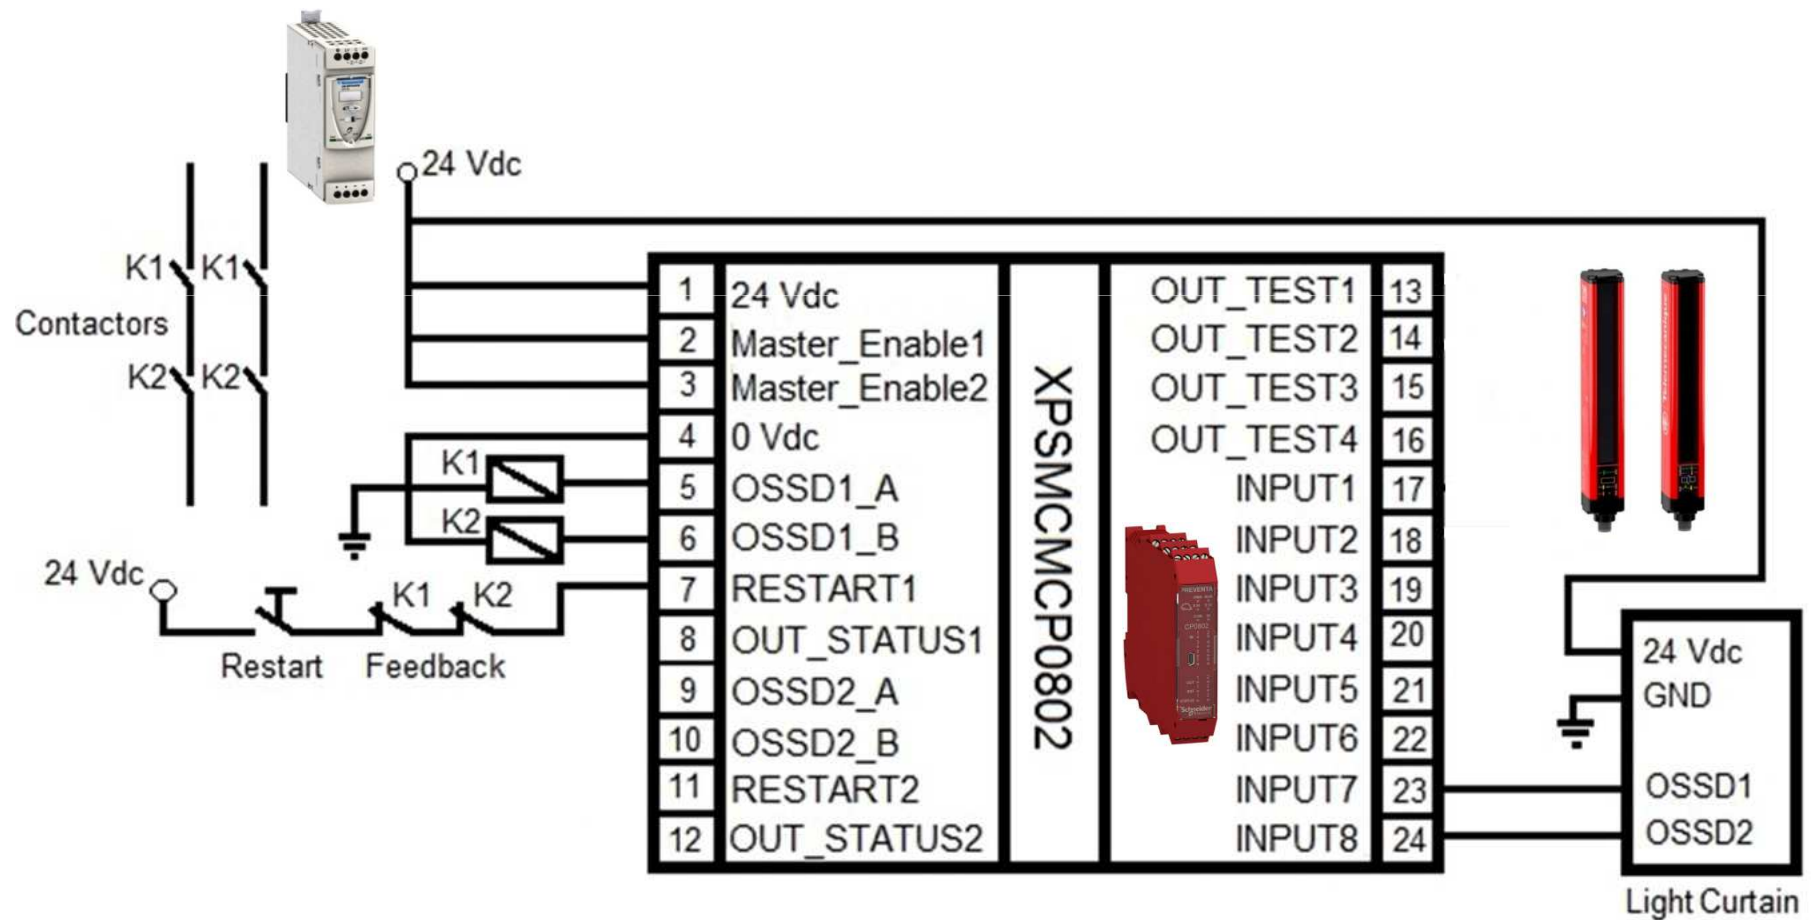 24 Vdc
K1 K1
Contactors
K2 K2
1 24 Vdc
2 Master_Enable1
3 Master_Enable2
4 0 Vdc
K1
5 OSSD1_A
K2
6 OSSD1_B
24 Vdc
7 RESTART1
K1 K2
Restart Feedback
8 OUT_STATUS1
9 OSSD2_A
10 OSSD2_B
11 RESTART2
12 OUT_STATUS2
XPSMCMCP0802
OUT_TEST1 13
OUT_TEST2 14
OUT_TEST3 15
OUT_TEST4 16
INPUT1 17
INPUT2 18
INPUT3 19
INPUT4 20
INPUT5 21
INPUT6 22
INPUT7 23
INPUT8 24
PREVENTA
CP0802
Schneider
24 Vdc
GND
OSSD1
OSSD2
Light Curtain